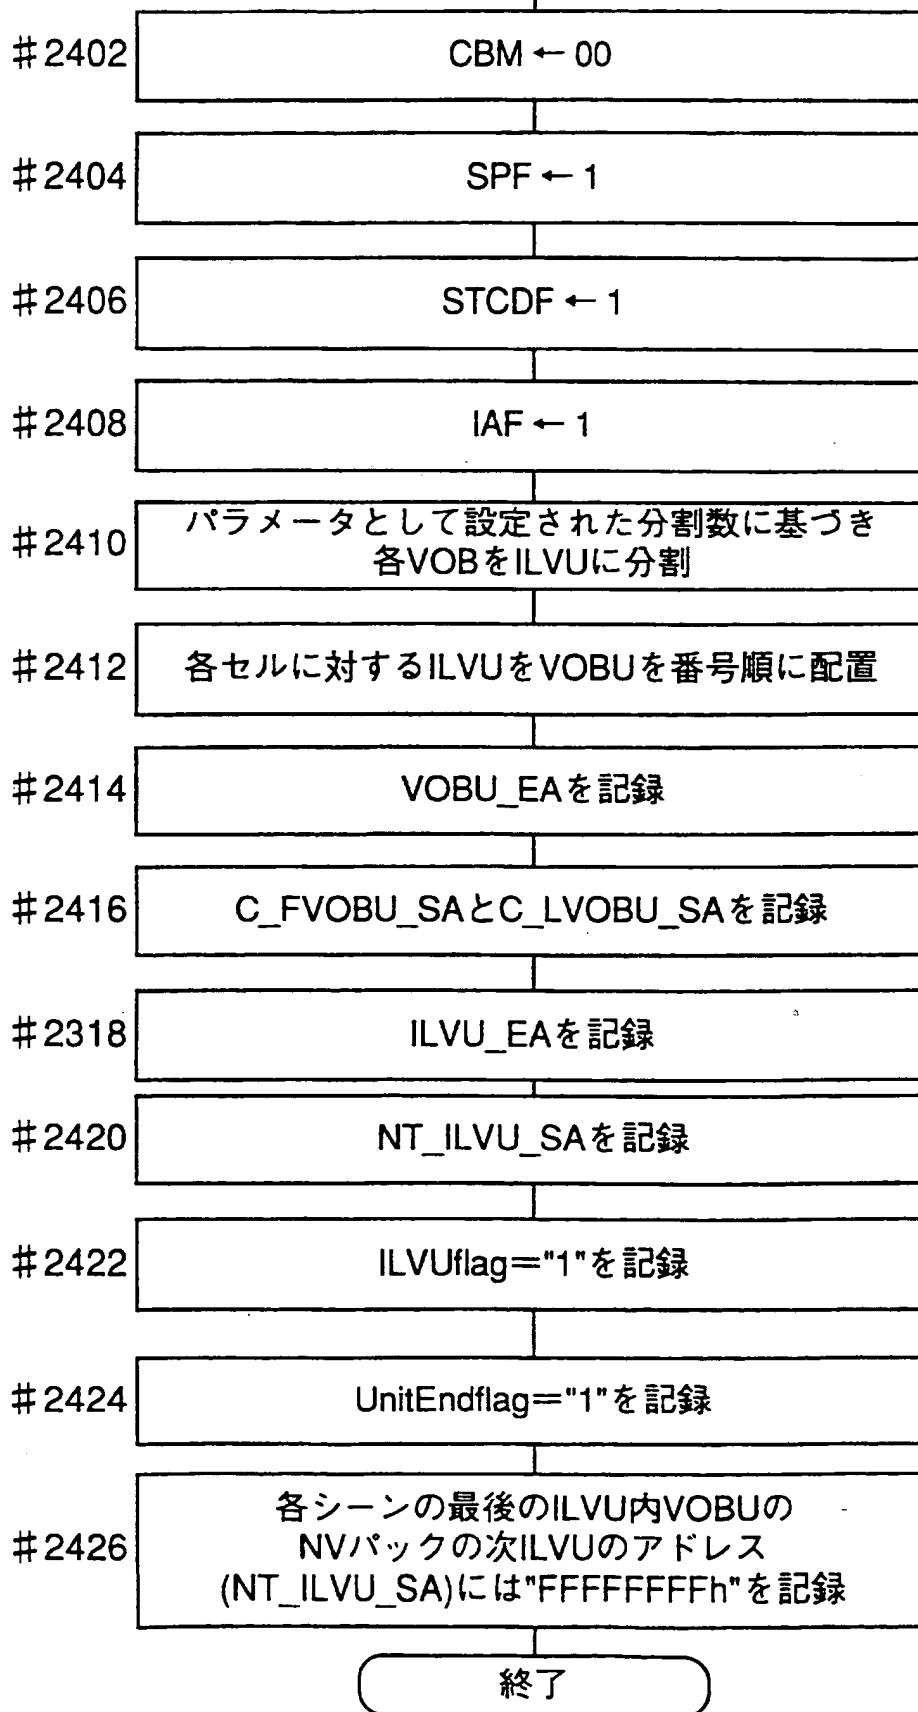 #2402 CBM ← 00
#2404 SPF ← 1
#2406 STCDF ← 1
#2408 IAF ← 1
#2410 パラメータとして設定された分割数に基づき
各VOBをILVUに分割
#2412 各セルに対するILVUをVOBUを番号順に配置
#2414 VOBU_EAを記録
#2416 C_FVOBU_SAとC_LVOBU_SAを記録
#2318 ILVU_EAを記録
#2420 NT_ILVU_SAを記録
#2422 ILVUflag="1"を記録
#2424 UnitEndflag="1"を記録
#2426 各シーンの最後のILVU内VOBUの
NVパックの次ILVUのアドレス
(NT_ILVU_SA)には"FFFFFFFFh"を記録
終了